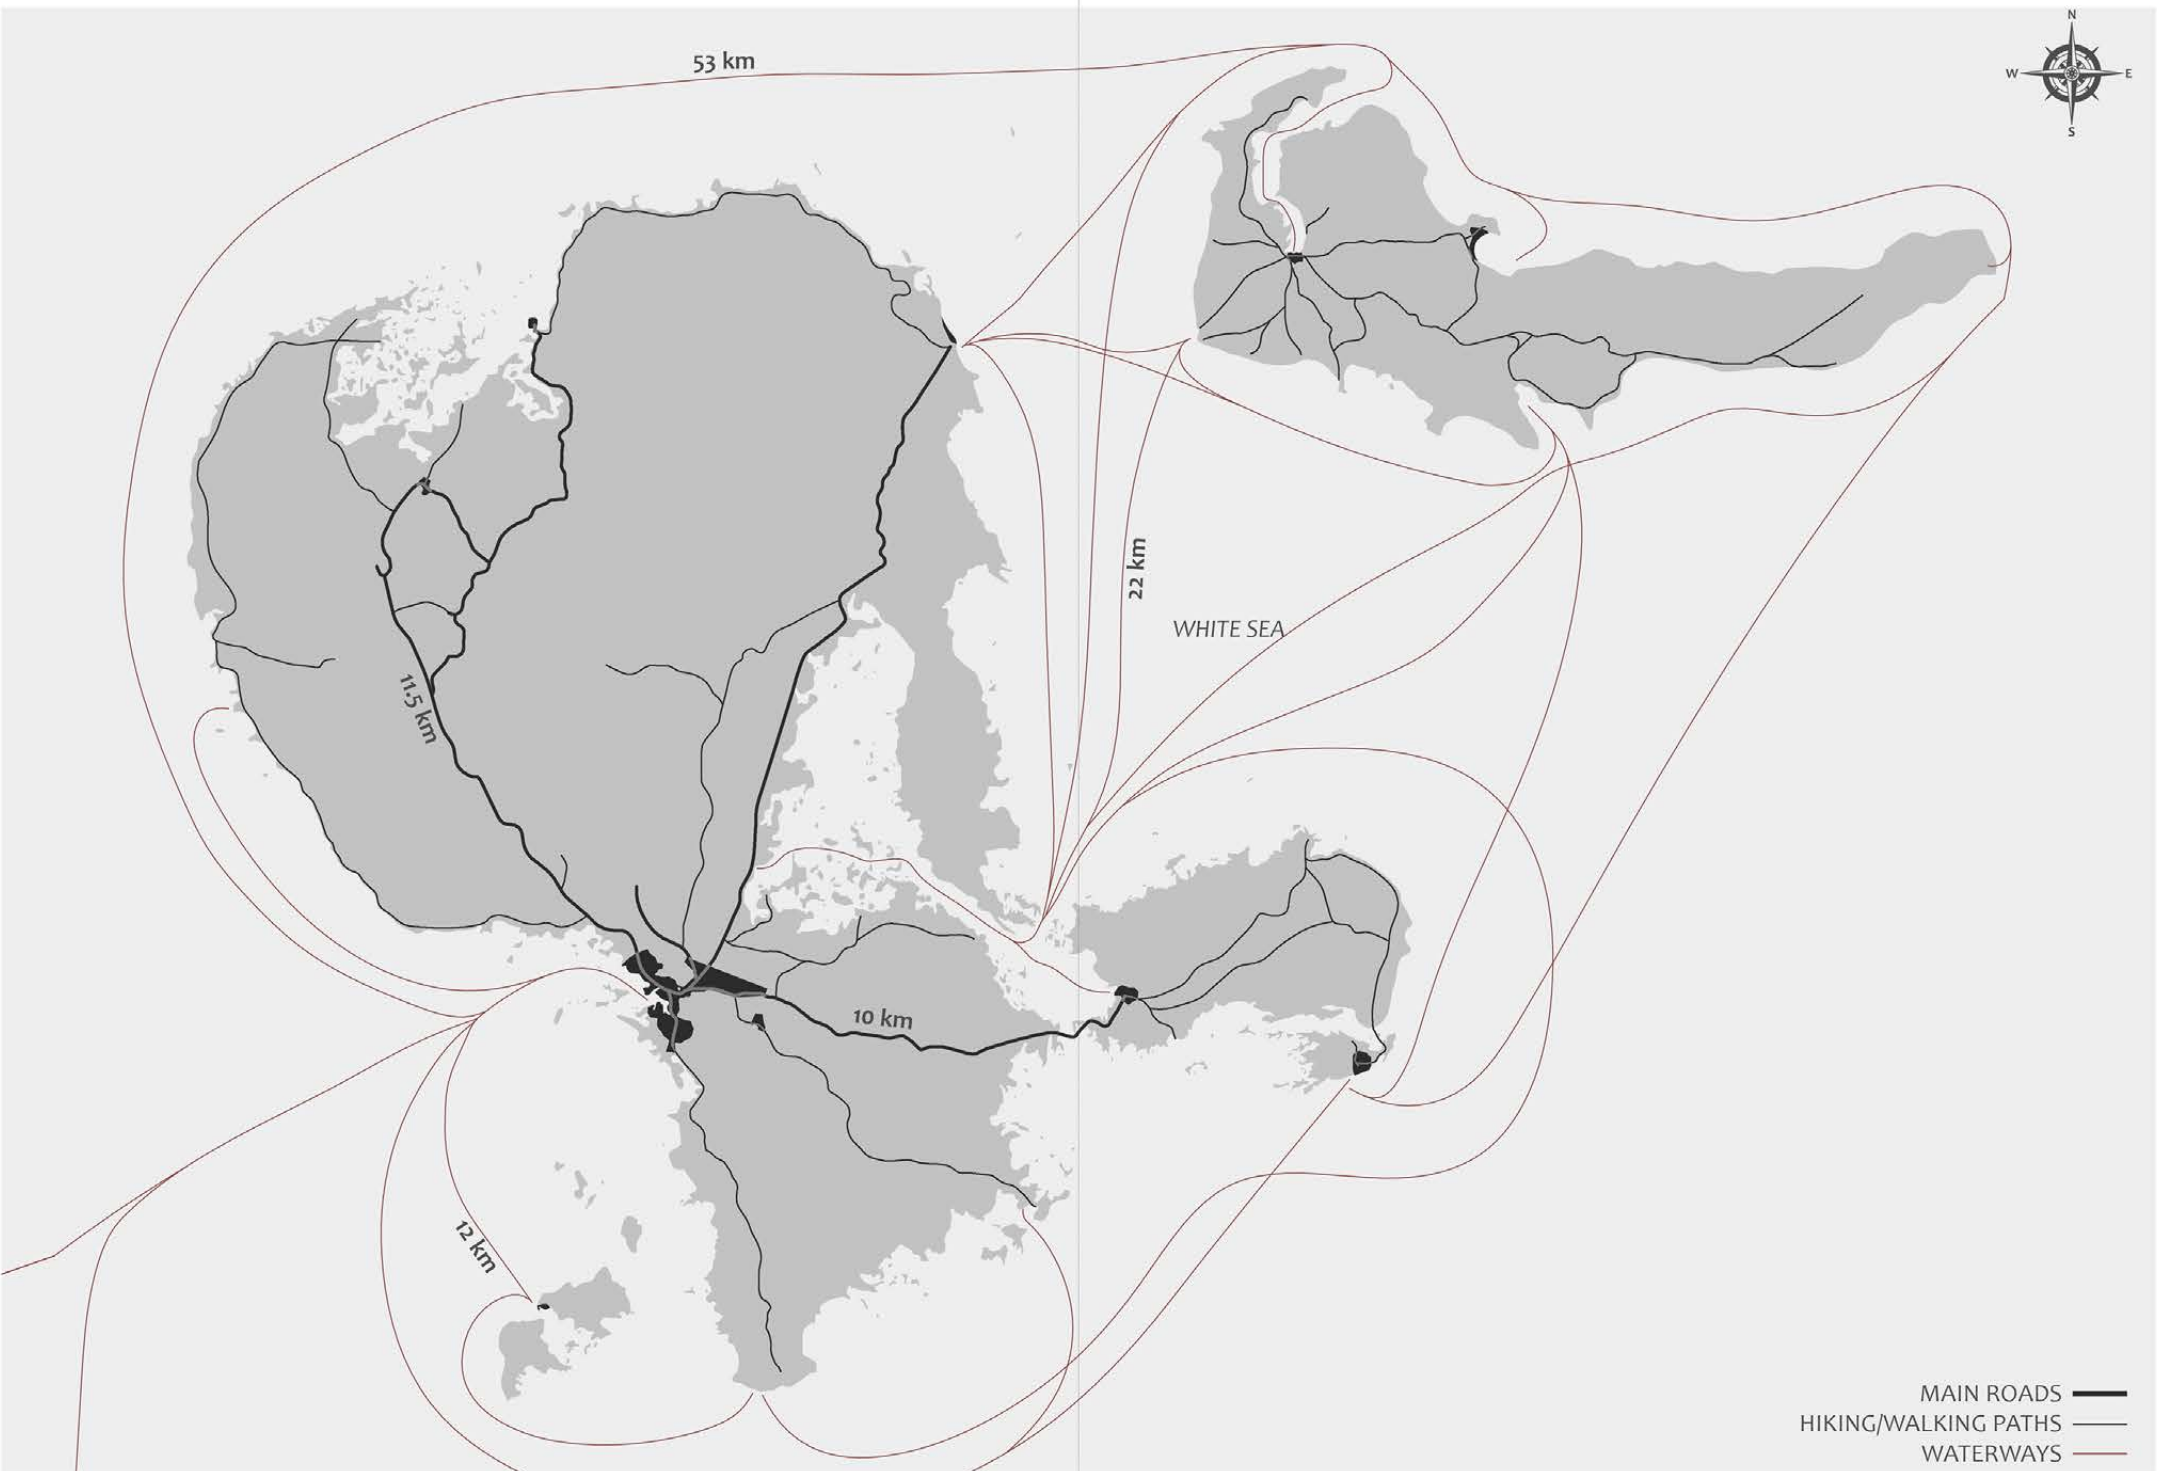 N
53 km
W
E
S
22 km
WHITE SEA
11.5 km
10 km
12 km
MAIN ROADS
HIKING/WALKING PATHS
WATERWAYS